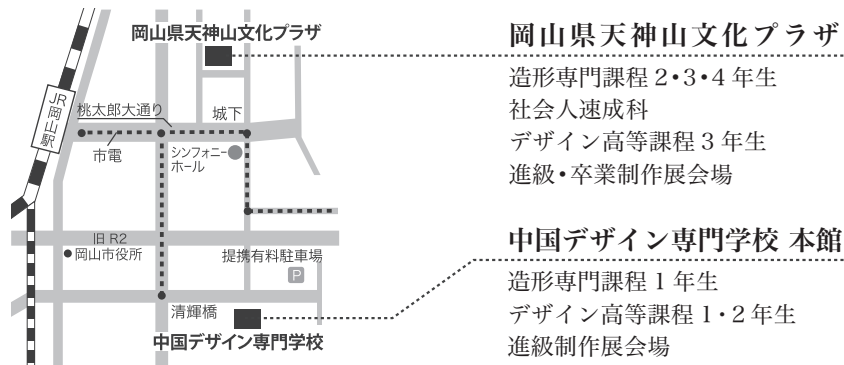 岡山県天神山文化プラザ
JR岡山駅
桃太郎大通り
城下
市電
シンフォニー
ホール
旧R2
岡山市役所
提携有料駐車場
P
清輝橋
中国デザイン専門学校
岡山県天神山文化プラザ
造形専門課程 2・3・4 年生
社会人速成科
デザイン高等課程 3 年生
進級・卒業制作展会場
中国デザイン専門学校 本館
造形専門課程 1 年生
デザイン高等課程 1・2 年生
進級制作展会場